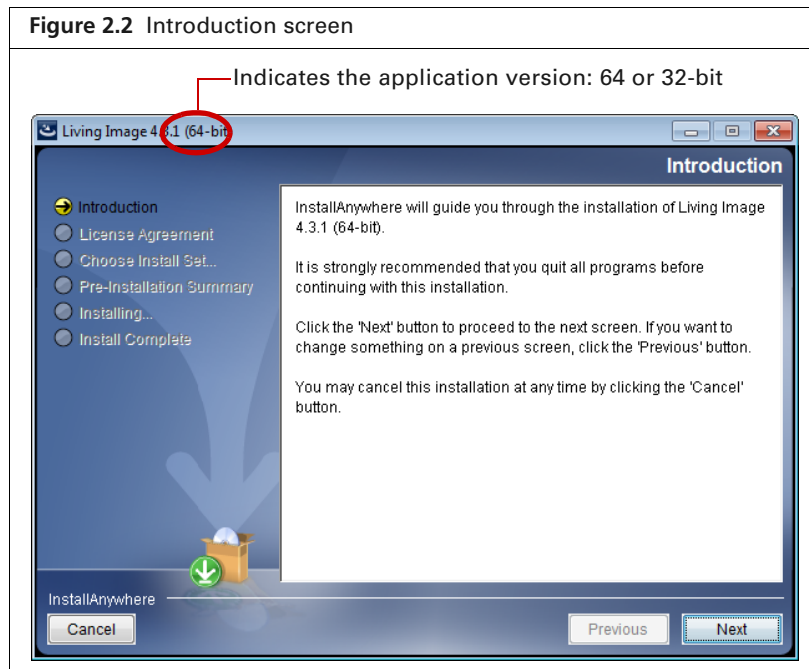 Figure 2.2 Introduction screen
Indicates the application version: 64 or 32-bit
Living Image 4.3.1 (64-bit)
Introduction
Introduction
License Agreement
Choose Install Set...
Pre-Installation Summary
Installing...
Install Complete
InstallAnywhere will guide you through the installation of Living Image
4.3.1 (64-bit).
It is strongly recommended that you quit all programs before
continuing with this installation.
Click the 'Next' button to proceed to the next screen. If you want to
change something on a previous screen, click the 'Previous' button.
You may cancel this installation at any time by clicking the 'Cancel'
button.
InstallAnywhere
Cancel
Previous
Next